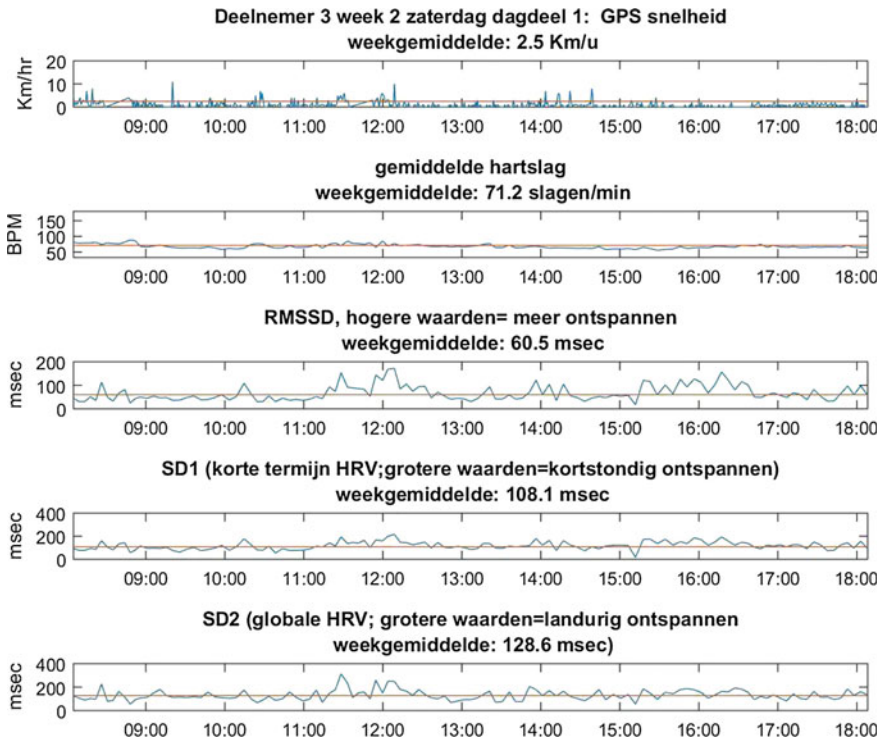 Deelnemer 3 week 2 zaterdag dagdeel 1: GPS snelheid
weekgemiddelde: 2.5 Km/u
Km/hr
20
10
0
09:00 10:00 11:00 12:00 13:00 14:00 15:00 16:00 17:00 18:00
gemiddelde hartslag
weekgemiddelde: 71.2 slagen/min
BPM
150
100
50
09:00 10:00 11:00 12:00 13:00 14:00 15:00 16:00 17:00 18:00
RMSSD, hogere waarden= meer ontspannen
weekgemiddelde: 60.5 msec
msec
200
100
0
09:00 10:00 11:00 12:00 13:00 14:00 15:00 16:00 17:00 18:00
SD1 (korte termijn HRV;grotere waarden=kortstondig ontspannen)
weekgemiddelde: 108.1 msec
msec
400
200
0
09:00 10:00 11:00 12:00 13:00 14:00 15:00 16:00 17:00 18:00
SD2 (globale HRV; grotere waarden=landurig ontspannen
weekgemiddelde: 128.6 msec)
msec
400
200
0
09:00 10:00 11:00 12:00 13:00 14:00 15:00 16:00 17:00 18:00